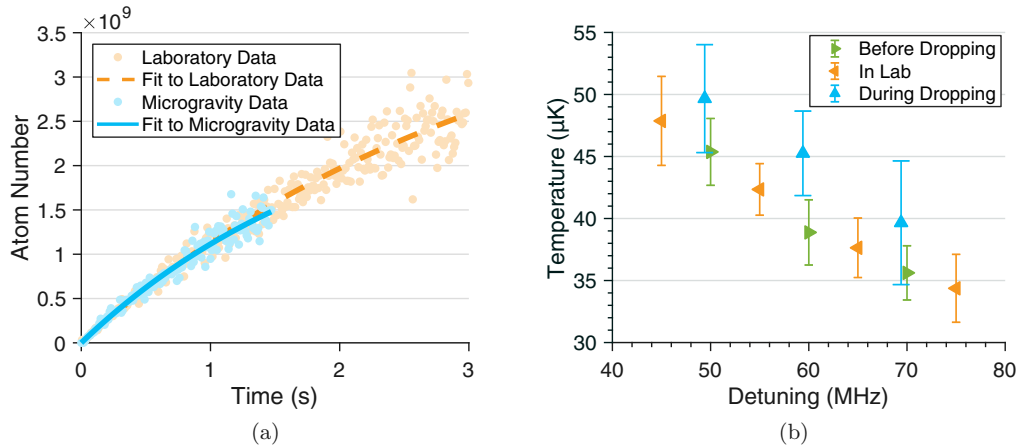 ×10⁹
3.5
3
2.5
2
1.5
1
0.5
0
Atom Number
Laboratory Data
Fit to Laboratory Data
Microgravity Data
Fit to Microgravity Data
0 1 2 3
Time (s)
(a)
55
50
45
40
35
30
Temperature (µK)
Before Dropping
In Lab
During Dropping
40 50 60 70 80
Detuning (MHz)
(b)